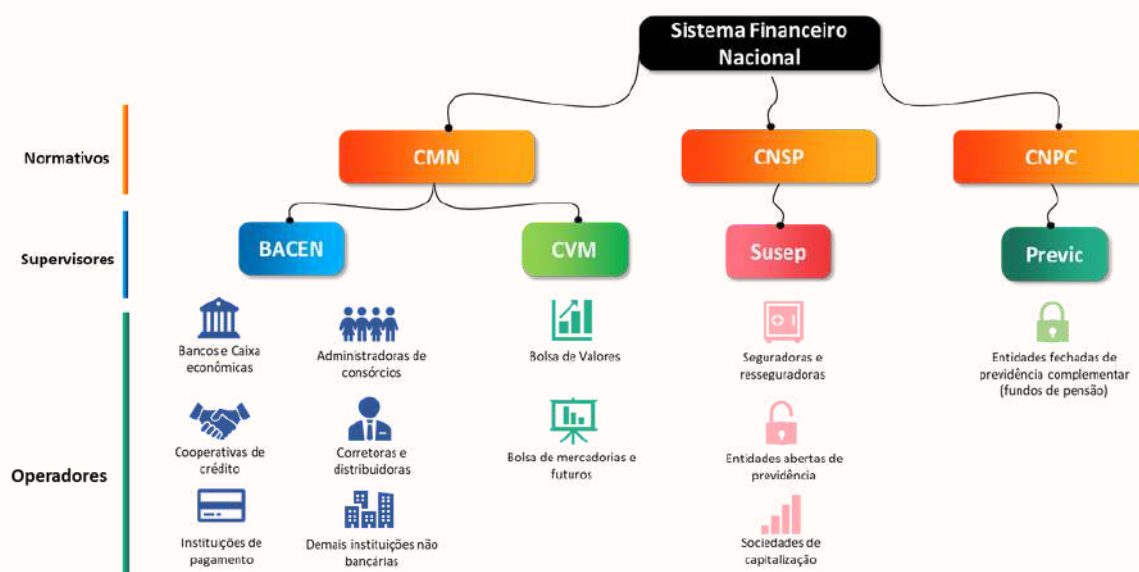 Sistema Financeiro
Nacional
Normativos
CMN
CNSP
CNPC
Supervisores
BACEN
CVM
Susep
Previc
Operadores
Bancos e Caixa
econômicas
Administradoras de
consórcios
Bolsa de Valores
Seguradoras e
resseguradoras
Entidades fechadas de
previdência complementar
(fundos de pensão)
Cooperativas de
crédito
Corretoras e
distribuidoras
Bolsa de mercadorias e
futuros
Entidades abertas de
previdência
Instituições de
pagamento
Demais instituições não
bancárias
Sociedades de
capitalização